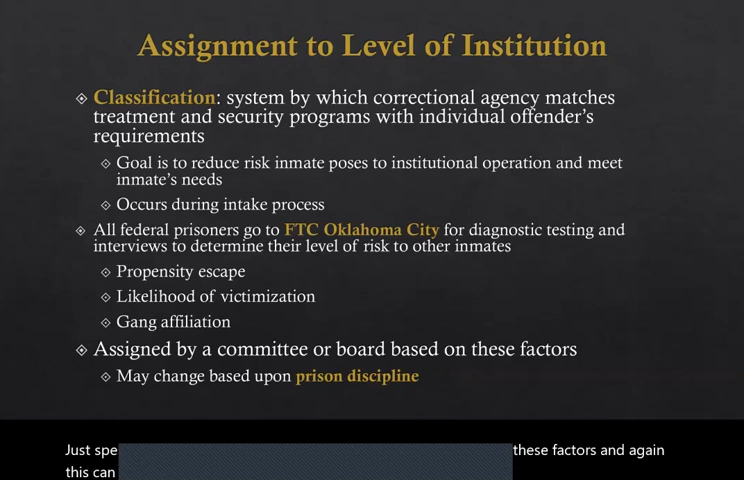 Assignment to Level of Institution
Classification: system by which correctional agency matches
treatment and security programs with individual offender's
requirements
Goal is to reduce risk inmate poses to institutional operation and meet
inmate's needs
Occurs during intake process
All federal prisoners go to FTC Oklahoma City for diagnostic testing and
interviews to determine their level of risk to other inmates
Propensity escape
Likelihood of victimization
Gang affiliation
Assigned by a committee or board based on these factors
May change based upon prison discipline
Just these factors and again
this can